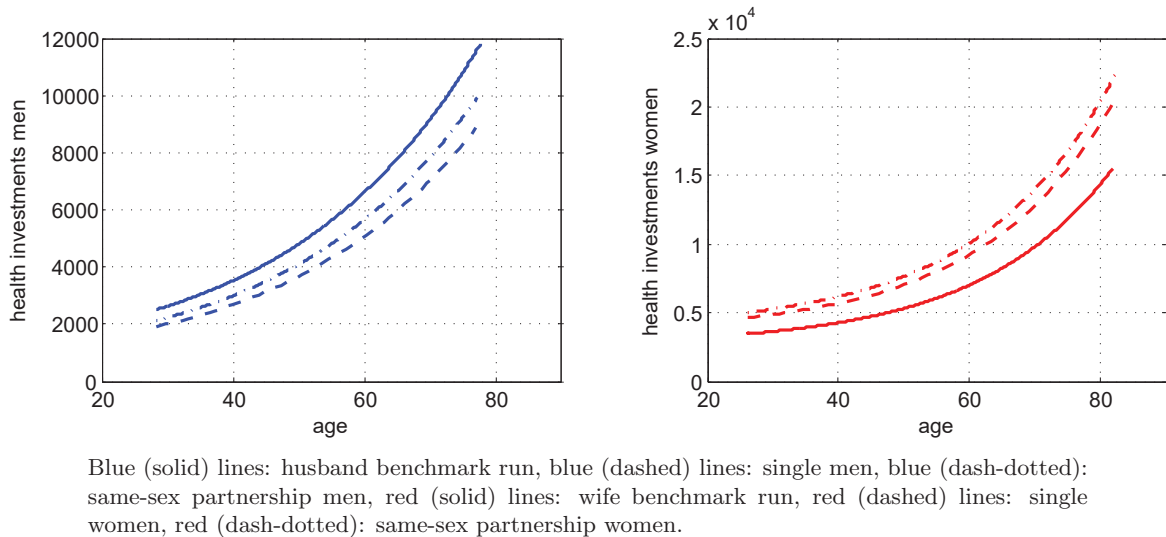 x 10⁴
12000
10000
8000
6000
4000
2000
0
20 40 60 80
age
health investments men
2.5
2
1.5
1
0.5
0
20 40 60 80
age
health investments women
Blue (solid) lines: husband benchmark run, blue (dashed) lines: single men, blue (dash-dotted):
same-sex partnership men, red (solid) lines: wife benchmark run, red (dashed) lines: single
women, red (dash-dotted): same-sex partnership women.